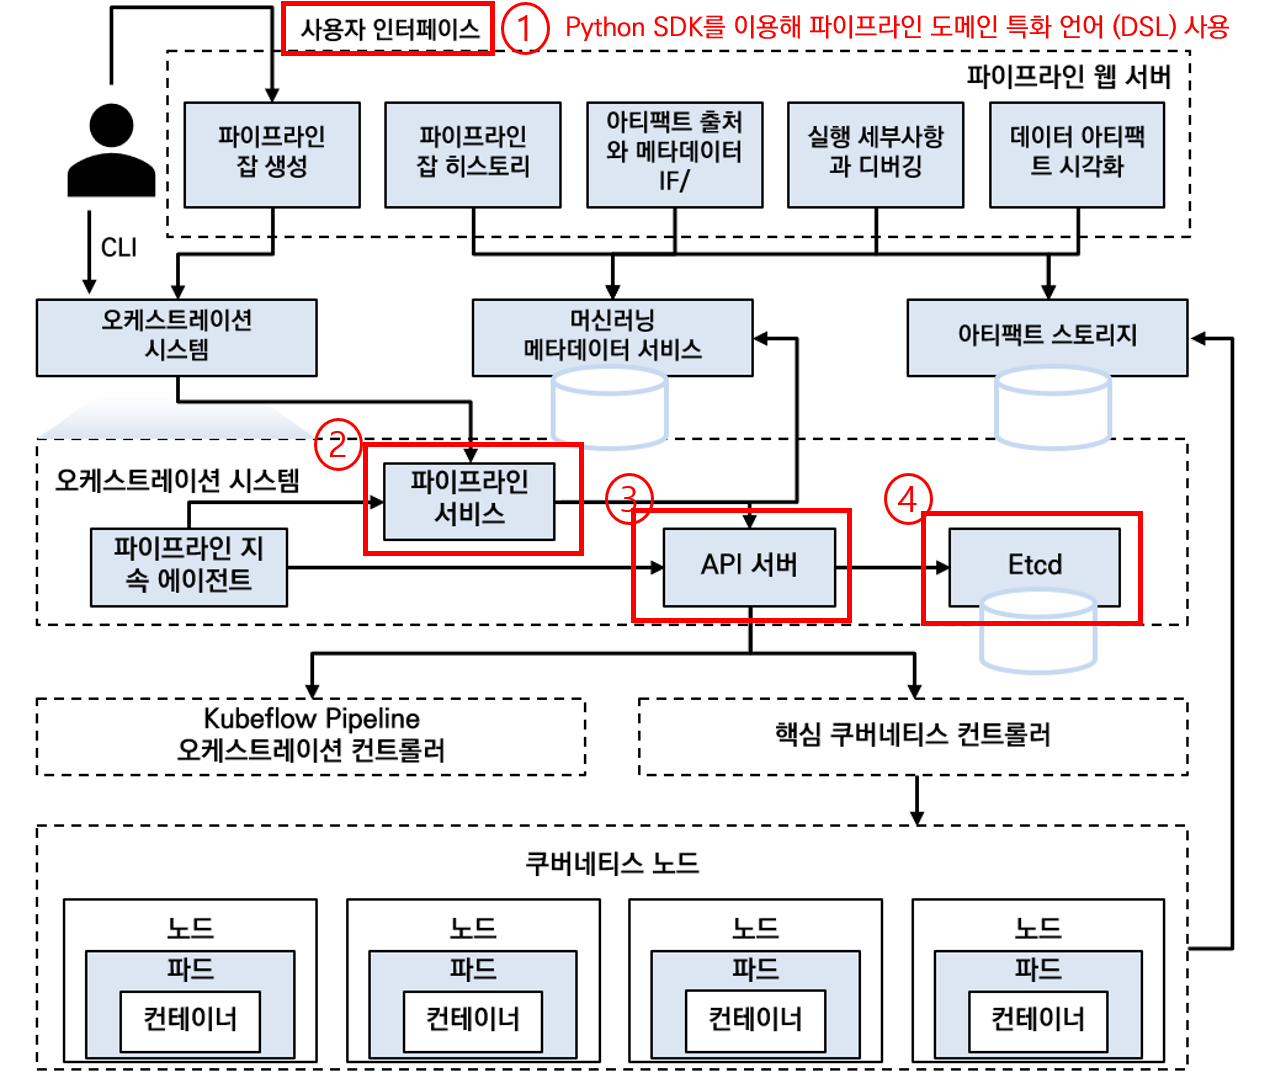 사용자 인터페이스
① Python SDK를 이용해 파이프라인 도메인 특화 언어 (DSL) 사용
파이프라인 웹 서버
파이프라인
잡 생성
파이프라인
잡 히스토리
아티팩트 출처
와 메타데이터
IF/
실행 세부사항
과 디버깅
데이터 아티팩
트 시각화
CLI
오케스트레이션
시스템
머신러닝
메타데이터 서비스
아티팩트 스토리지
오케스트레이션 시스템
②
파이프라인
서비스
③
④
파이프라인 지
속 에이전트
API 서버
Etcd
Kubeflow Pipeline
오케스트레이션 컨트롤러
핵심 쿠버네티스 컨트롤러
쿠버네티스 노드
노드
파드
컨테이너
노드
파드
컨테이너
노드
파드
컨테이너
노드
파드
컨테이너